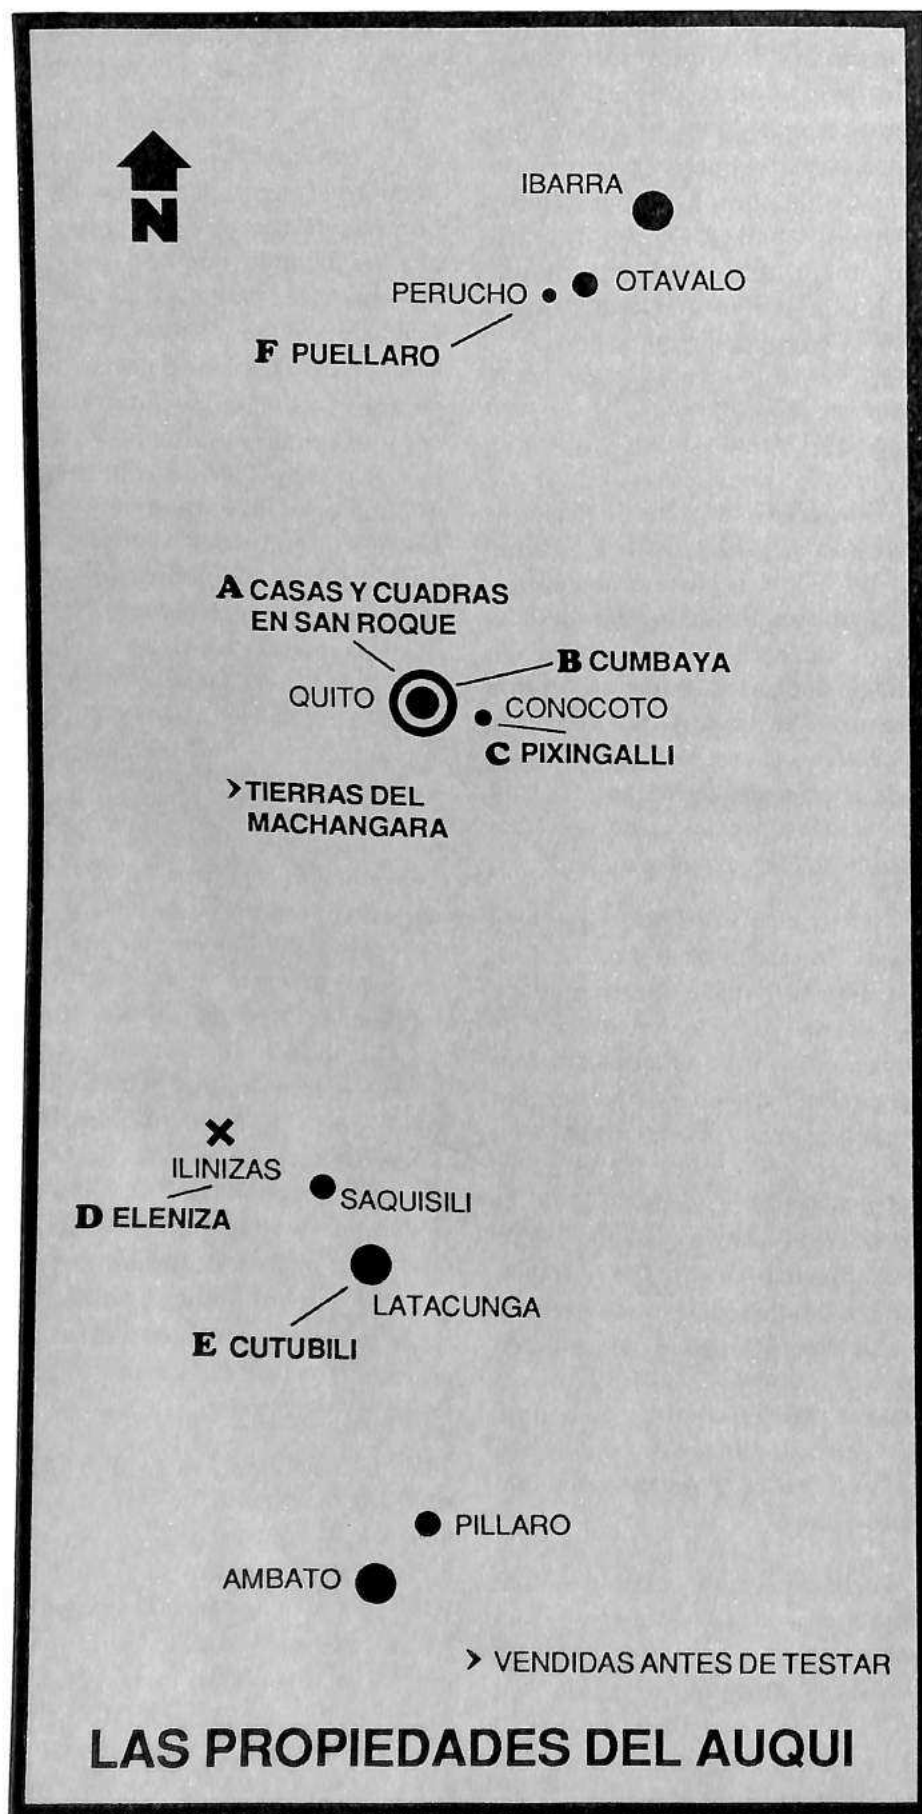 N
IBARRA
PERUCHO
OTAVALO
F PUELLARO
A CASAS Y CUADRAS
EN SAN ROQUE
B CUMBAYA
QUITO
CONOCOTO
C PIXINGALLI
> TIERRAS DEL
MACHANGARA
ILINIZAS
D ELENIZA
SAQUISILI
LATACUNGA
E CUTUBILI
PILLARO
AMBATO
> VENDIDAS ANTES DE TESTAR
LAS PROPIEDADES DEL AUQUI